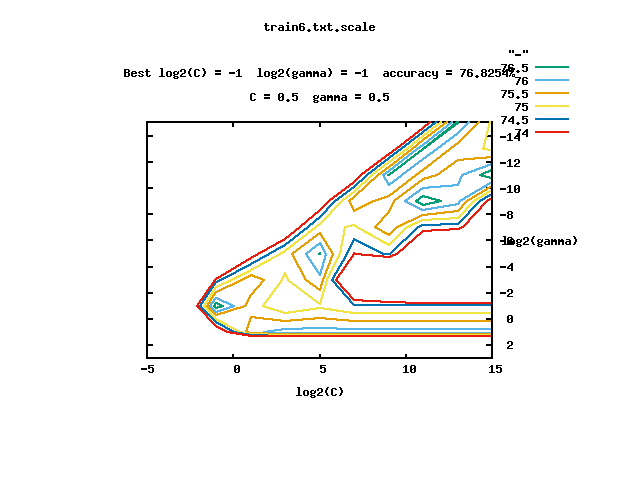 train6.txt.scale
"-"
Best log2(C) = -1  log2(gamma) = -1  accuracy = 76.8254%
76.5
76
C = 0.5  gamma = 0.5
75.5
75
74.5
74
-14
-12
-10
-8
-6
log2(gamma)
-4
-2
0
2
-5 0 5 10 15
log2(C)